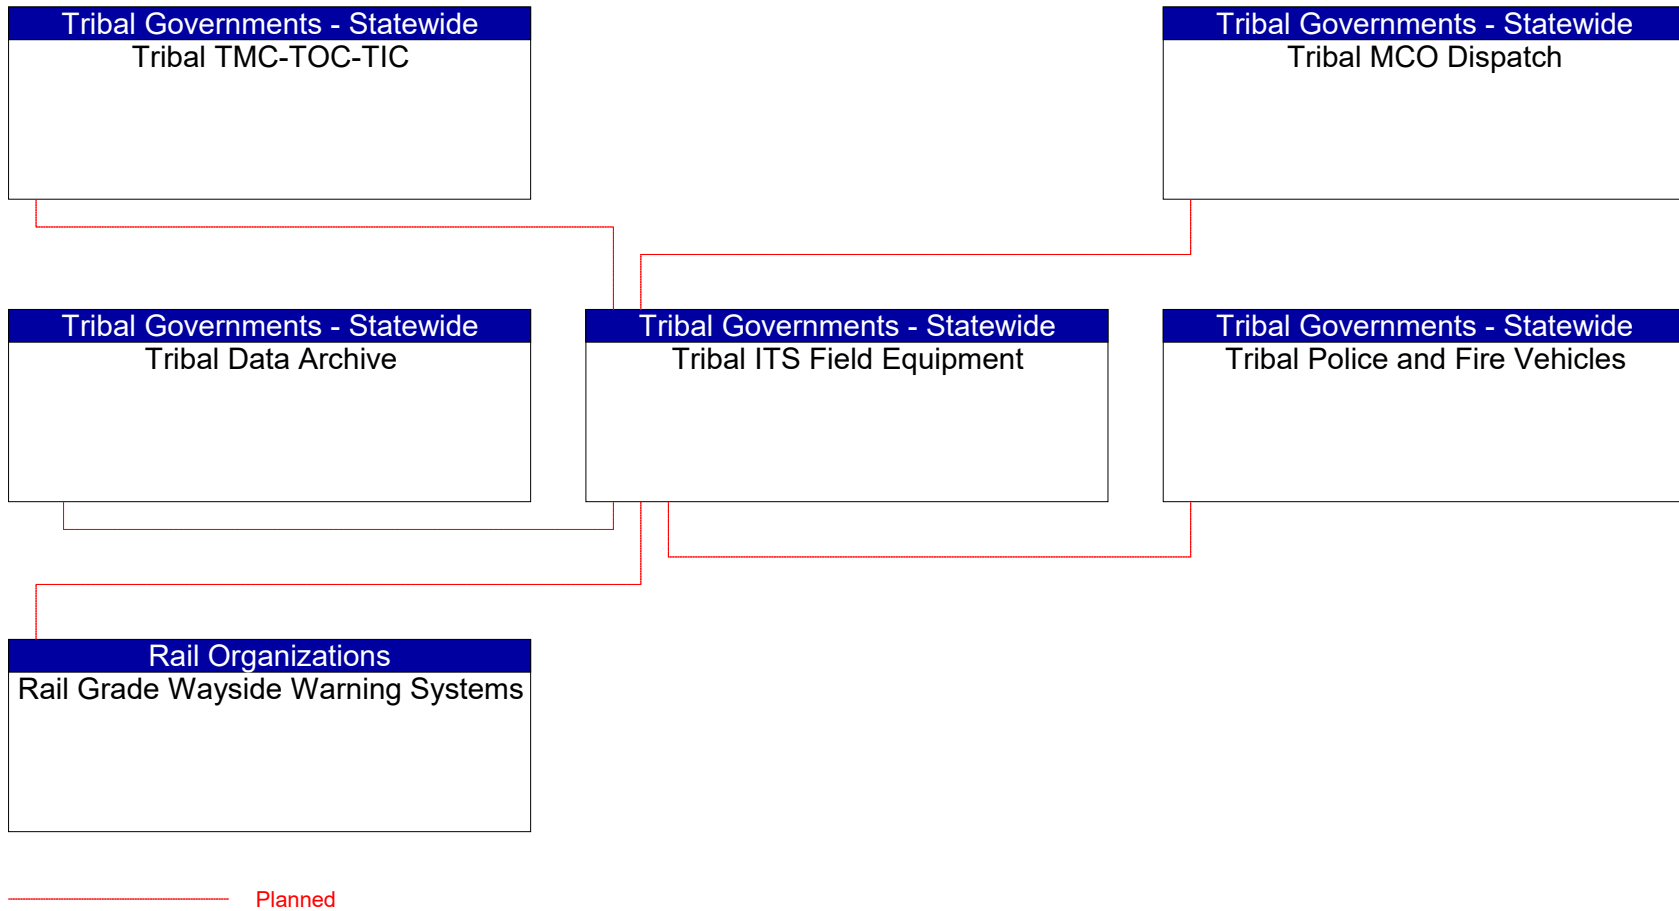 Tribal Governments - Statewide
Tribal TMC-TOC-TIC
Tribal Governments - Statewide
Tribal MCO Dispatch
Tribal Governments - Statewide
Tribal Data Archive
Tribal Governments - Statewide
Tribal ITS Field Equipment
Tribal Governments - Statewide
Tribal Police and Fire Vehicles
Rail Organizations
Rail Grade Wayside Warning Systems
Planned